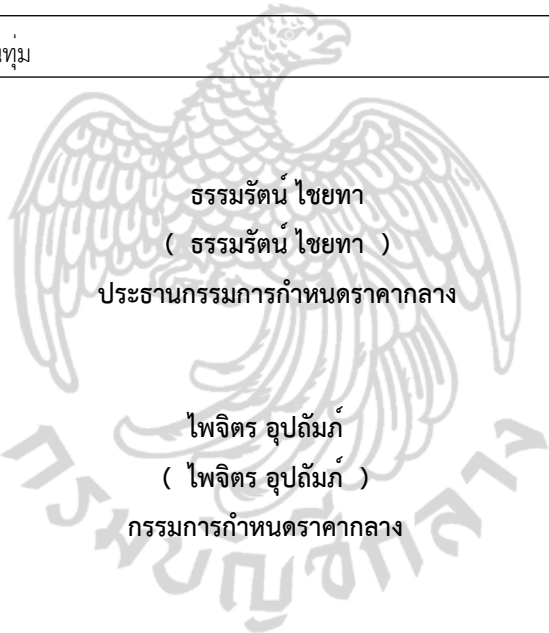 ธรรมรัตน์ ไชยทา
( ธรรมรัตน์ ไชยทา )
ประธานกรรมการกำหนดราคากลาง
ไพจิตร อุปถัมภ์
( ไพจิตร อุปถัมภ์ )
กรรมการกำหนดราคากลาง
กรมบัญชีกลาง